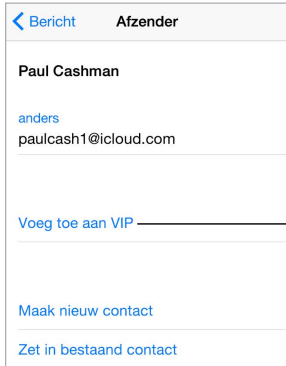 Bericht Afzender
Paul Cashman
anders
paulcash1@icloud.com
Voeg toe aan VIP
Maak nieuw contact
Zet in bestaand contact